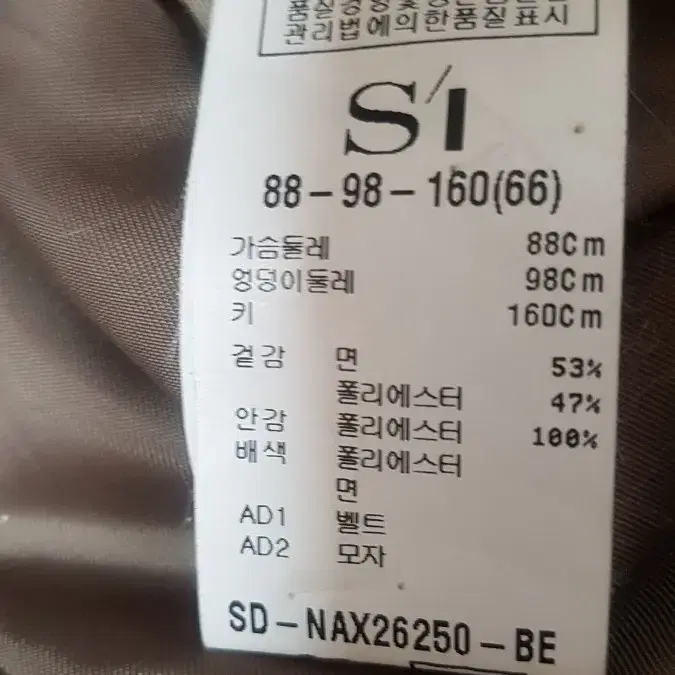 관리법에의한품질표시
S/I
88-98-160(66)
가슴둘레 88Cm
엉덩이둘레 98Cm
키 160Cm
겉감 면 53%
폴리에스터 47%
안감 폴리에스터 100%
배색 폴리에스터
면
AD1 벨트
AD2 모자
SD-NAX26250-BE